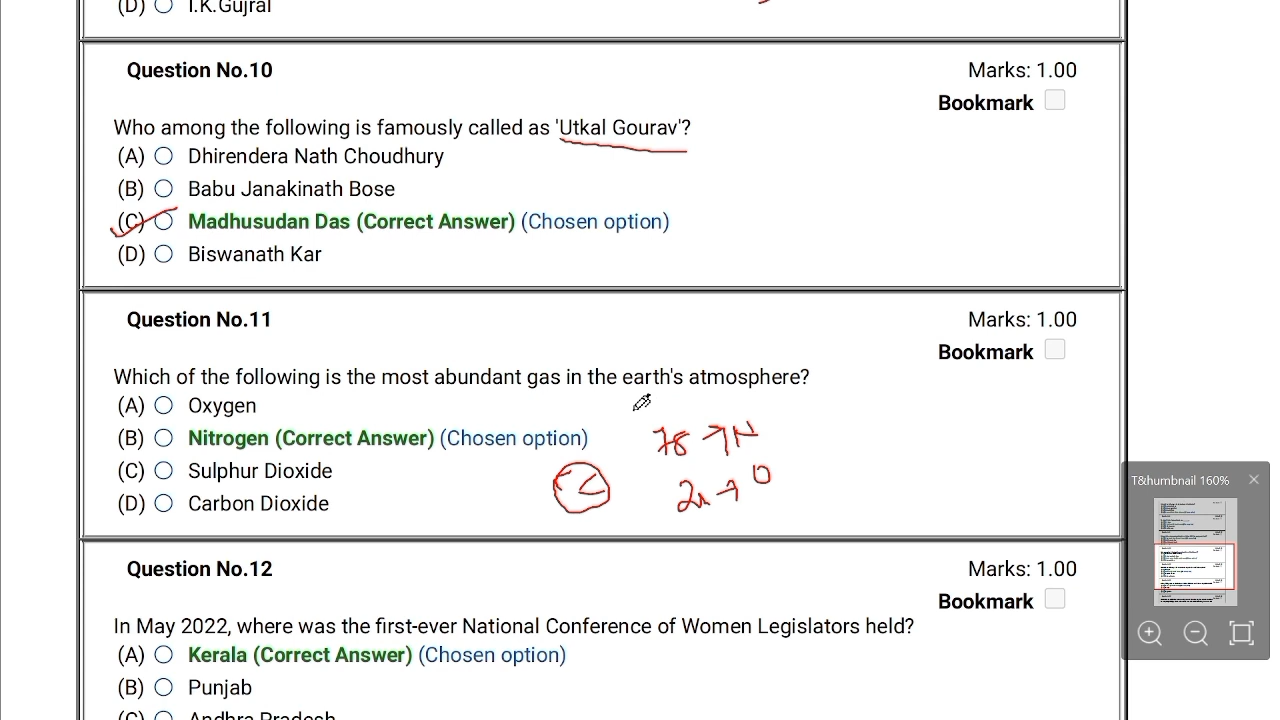 (D) I.K.Gujral
Question No.10 Marks: 1.00
Bookmark
Who among the following is famously called as 'Utkal Gourav'?
(A) Dhirendera Nath Choudhury
(B) Babu Janakinath Bose
(C) Madhusudan Das (Correct Answer) (Chosen option)
(D) Biswanath Kar
Question No.11 Marks: 1.00
Bookmark
Which of the following is the most abundant gas in the earth's atmosphere?
(A) Oxygen
(B) Nitrogen (Correct Answer) (Chosen option)
78 → N
(C) Sulphur Dioxide
(D) Carbon Dioxide
21 → O
T&humbnail 160%
Question No.12 Marks: 1.00
Bookmark
In May 2022, where was the first-ever National Conference of Women Legislators held?
(A) Kerala (Correct Answer) (Chosen option)
(B) Punjab
(C) Andhra Pradesh